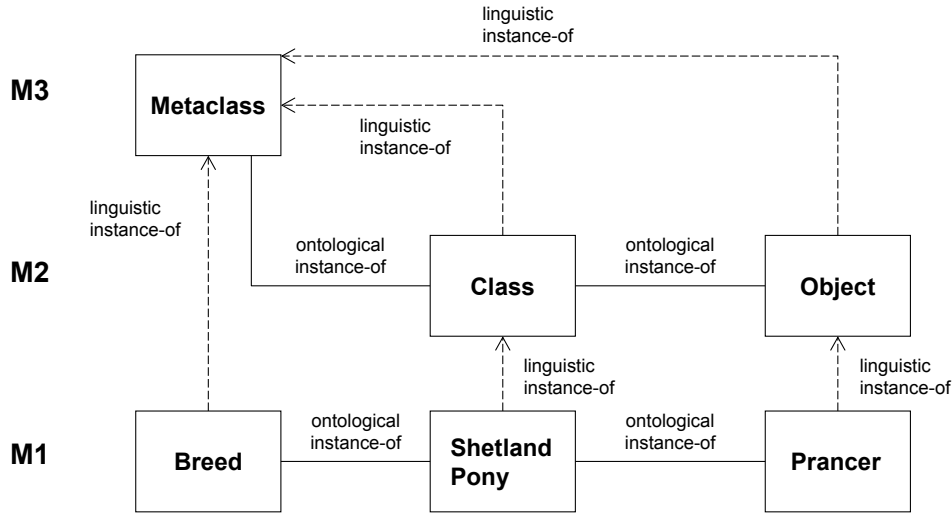 linguistic
instance-of
M3
Metaclass
linguistic
instance-of
linguistic
instance-of
M2
ontological
instance-of
Class
ontological
instance-of
Object
linguistic
instance-of
linguistic
instance-of
M1
Breed
ontological
instance-of
Shetland
Pony
ontological
instance-of
Prancer